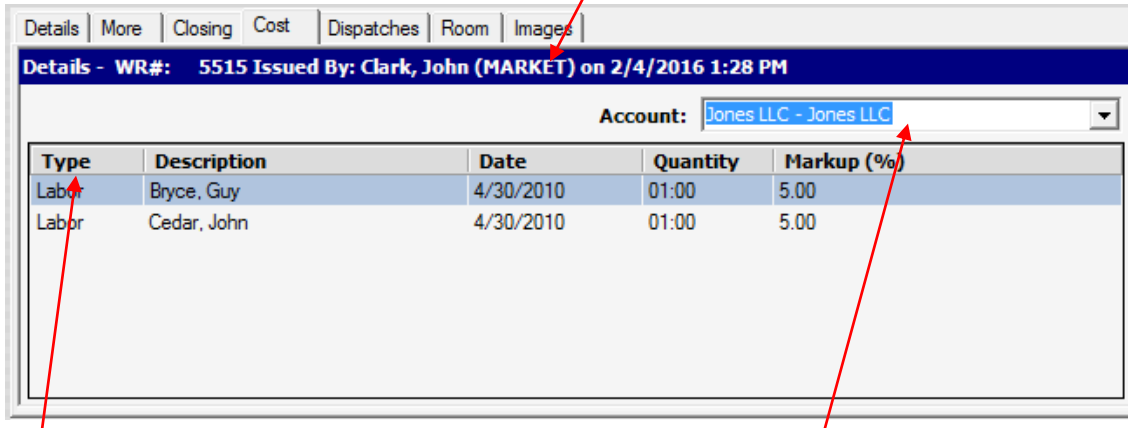 Details More Closing Cost Dispatches Room Images
Details - WR#: 5515 Issued By: Clark, John (MARKET) on 2/4/2016 1:28 PM
Account: Jones LLC - Jones LLC
Type Description Date Quantity Markup (%)
Labor Bryce, Guy 4/30/2010 01:00 5.00
Labor Cedar, John 4/30/2010 01:00 5.00